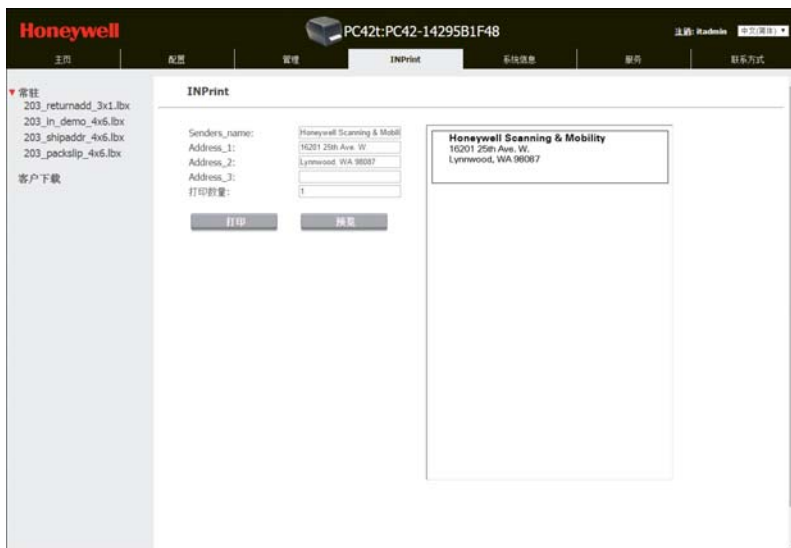 Honeywell
PC42t:PC42-14295B1F48
注销: itadmin
中文(简体)
主页
配置
管理
INPrint
系统信息
服务
联系方式
常驻
203_returnadd_3x1.lbx
203_in_demo_4x6.lbx
203_shipaddr_4x6.lbx
203_packslip_4x6.lbx
客户下载
INPrint
Senders_name: Honeywell Scanning & Mobili
Address_1: 16201 25th Ave. W
Address_2: Lynnwood, WA 98087
Address_3:
打印数量: 1
打印
预览
Honeywell Scanning & Mobility
16201 25th Ave. W.
Lynnwood, WA 98087